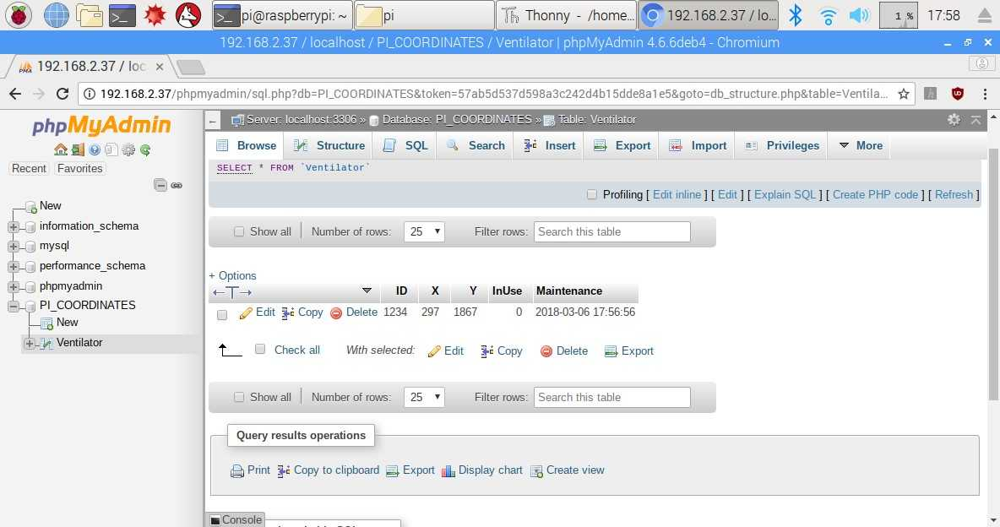 pi@raspberrypi: ~ pi Thonny - /home... 192.168.2.37 / lo... 1 % 17:58
192.168.2.37 / localhost / PI_COORDINATES / Ventilator | phpMyAdmin 4.6.6deb4 - Chromium
PMA 192.168.2.37 / loc
192.168.2.37/phpmyadmin/sql.php?db=PI_COORDINATES&token=57ab5d537d598a3c242d4b15dde8a1e5&goto=db_structure.php&table=Ventila...
phpMyAdmin
Recent Favorites
New
information_schema
mysql
performance_schema
phpmyadmin
PI_COORDINATES
New
Ventilator
Server: localhost:3306 » Database: PI_COORDINATES » Table: Ventilator
Browse Structure SQL Search Insert Export Import Privileges More
SELECT * FROM `Ventilator`
Profiling [ Edit inline ] [ Edit ] [ Explain SQL ] [ Create PHP code ] [ Refresh ]
Show all Number of rows: 25 Filter rows: Search this table
+ Options
←T→ ID X Y InUse Maintenance
Edit Copy Delete 1234 297 1867 0 2018-03-06 17:56:56
Check all With selected: Edit Copy Delete Export
Show all Number of rows: 25 Filter rows: Search this table
Query results operations
Print Copy to clipboard Export Display chart Create view
Console